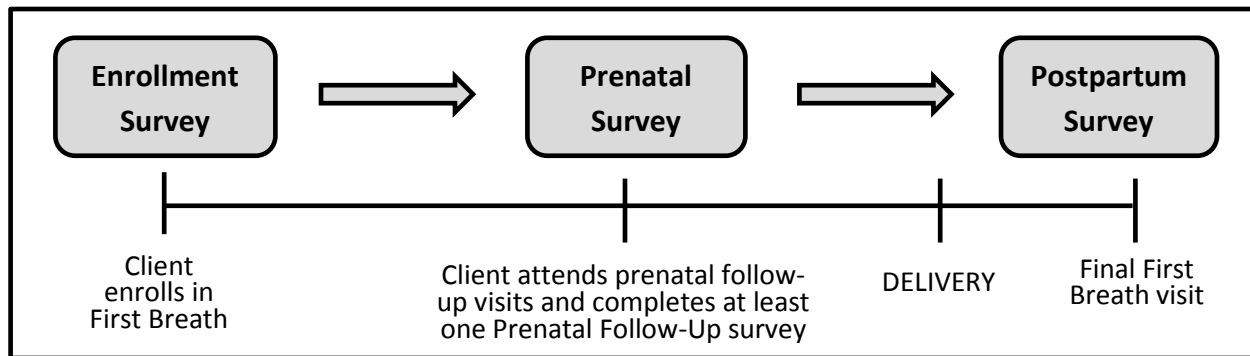 Enrollment
Survey
Prenatal
Survey
Postpartum
Survey
Client
enrolls in
First Breath
Client attends prenatal follow-
up visits and completes at least
one Prenatal Follow-Up survey
DELIVERY
Final First
Breath visit